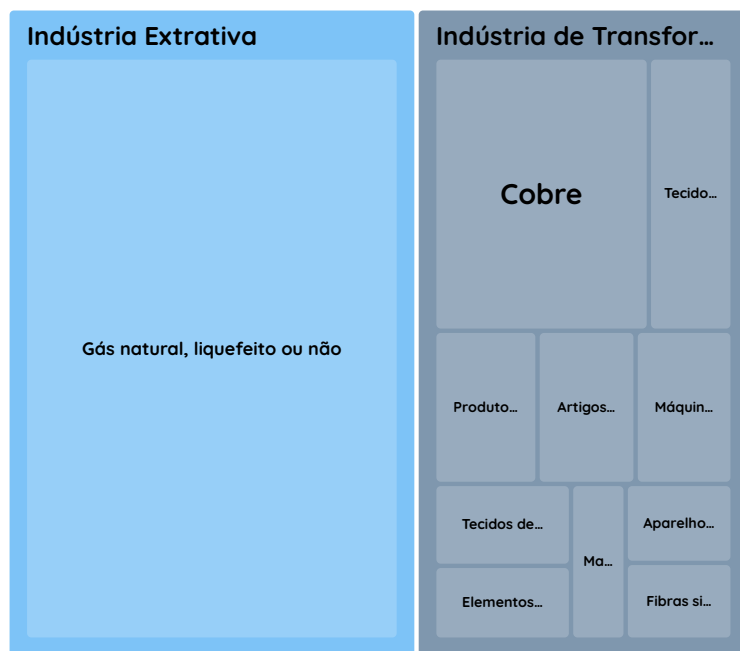 Indústria Extrativa
Indústria de Transfor...
Gás natural, liquefeito ou não
Cobre
Tecido...
Produto...
Artigos...
Máquin...
Tecidos de...
Ma...
Aparelho...
Elementos...
Fibras si...